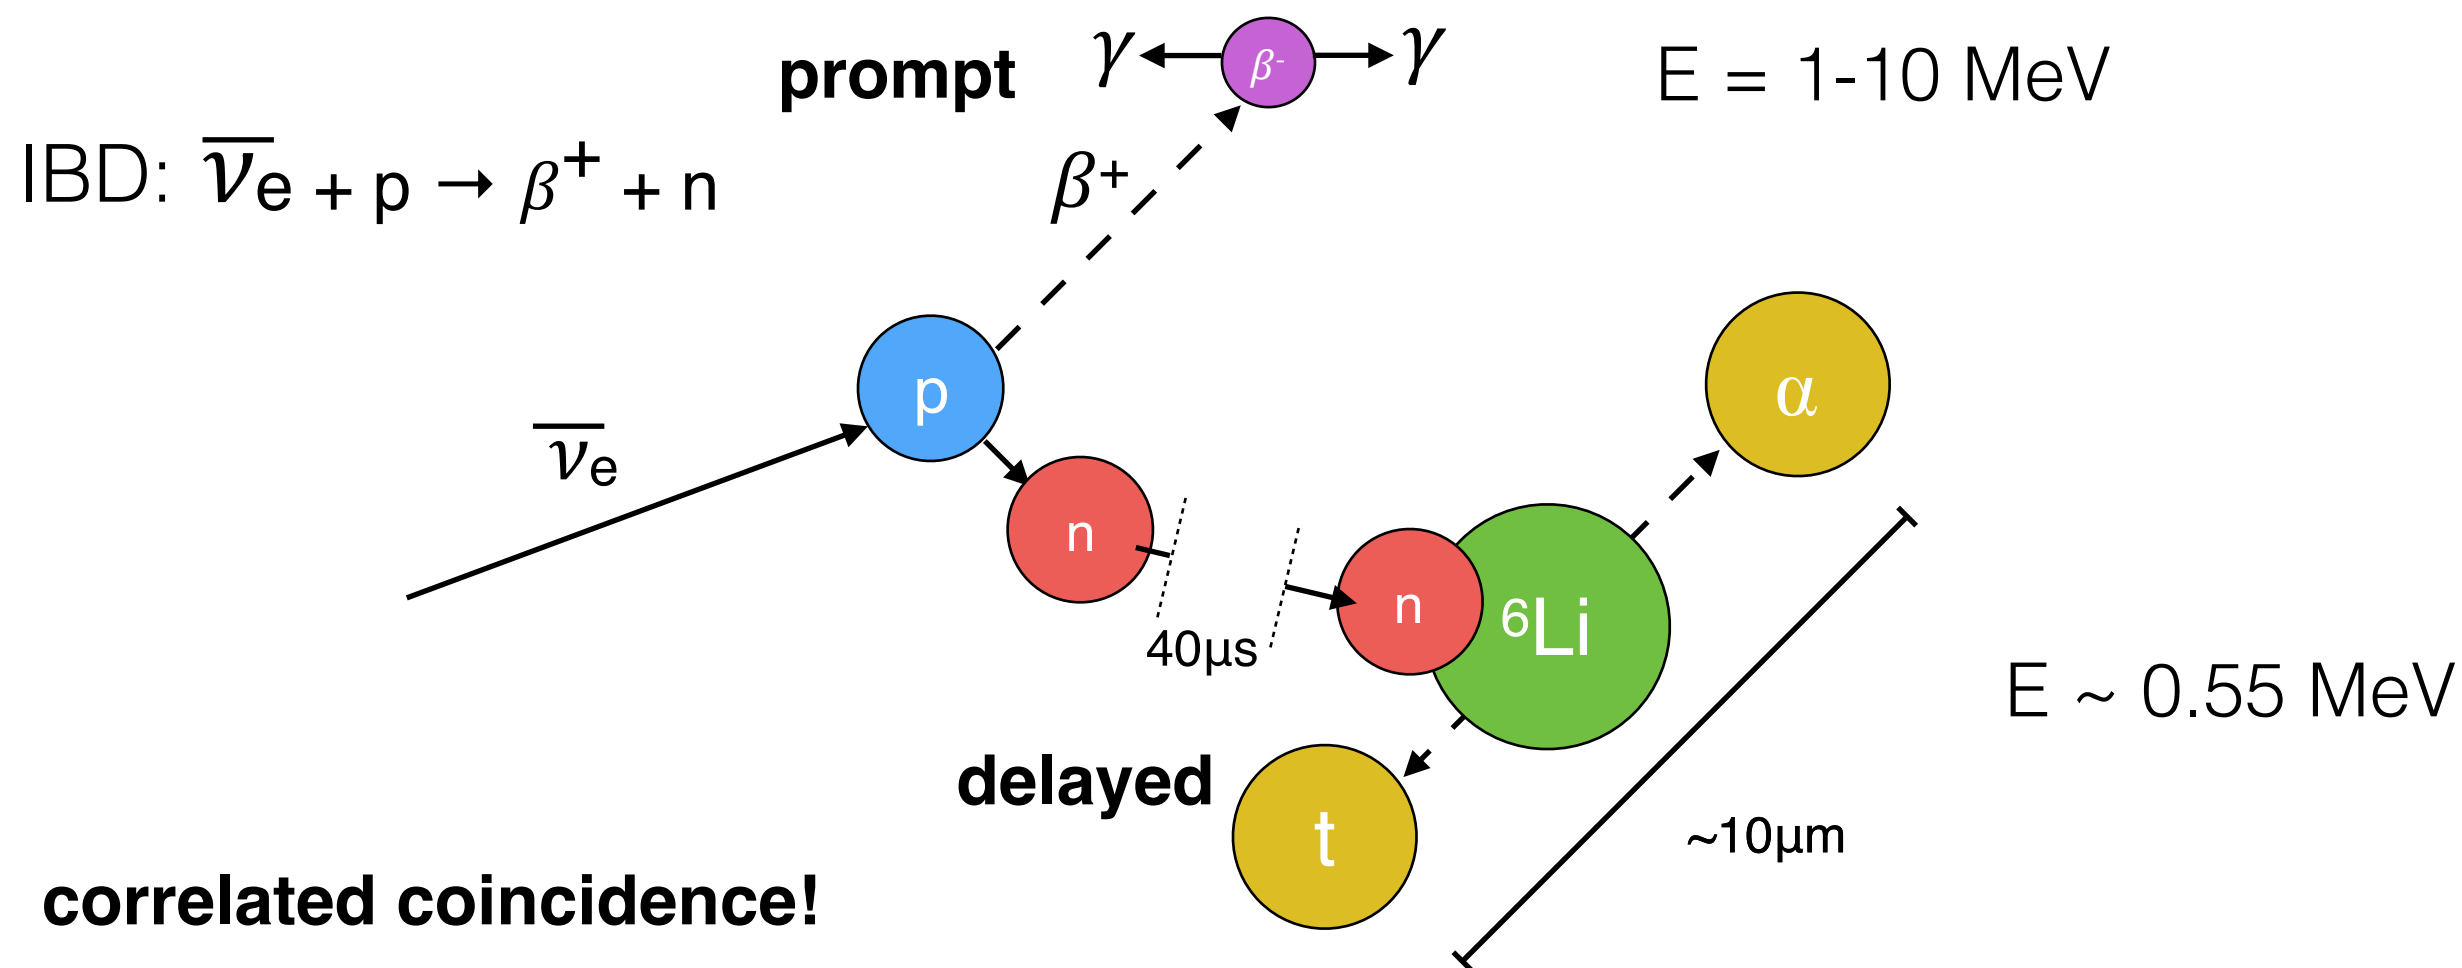 prompt
γ
β-
γ
E = 1-10 MeV
IBD: ν̅e + p → β+ + n
β+
p
α
ν̅e
n
n
6Li
40μs
E ~ 0.55 MeV
delayed
t
~10μm
correlated coincidence!